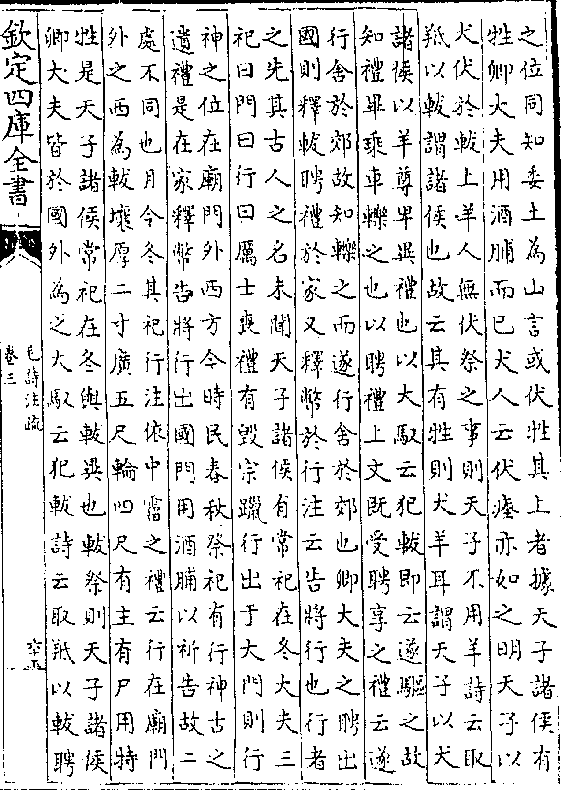 之位同知委土為山言或伏牲其上者據天子諸侯有
牲卿大夫用酒脯而已犬人云伏瘞亦如之明天子以
犬伏於軷上羊人無伏祭之事則天子不用羊詩云取
羝以軷謂諸侯也故云其有牲則犬羊耳謂天子以犬
諸侯以羊尊卑異禮也以大馭云犯軷即云遂驅之故
知禮畢乗車轢之也以聘禮上文既受聘享之禮云遂
行舍於郊故知轢之而遂行舍於郊也卿大夫之聘出
國則釋軷聘禮於家又釋幣於行注云告將行也行者
之先其古人之名未聞天子諸侯有常祀在冬大夫三
祀曰門曰行曰厲士喪禮有毁宗躐行出于大門則行
神之位在廟門外西方今時民春秋祭祀有行神古之
遺禮是在家釋幣告將行出國門用酒脯以祈告故二
處不同也月令冬其祀行注依中霤之禮云行在廟門
外之西為軷壤厚二寸廣五尺輪四尺有主有尸用特
牲是天子諸侯常祀在冬與軷異也軷祭則天子諸侯
卿大夫皆於國外為之大馭云犯軷詩云取羝以軷聘
欽定四庫全書
毛詩注疏
卷三